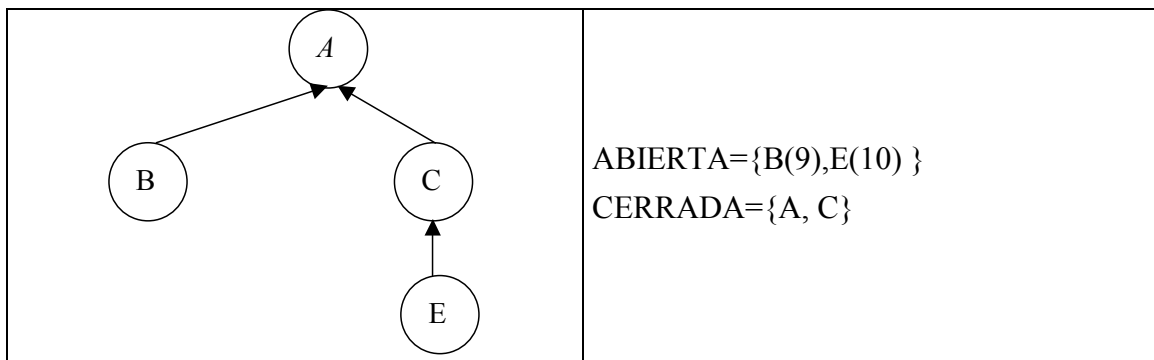 A
B
C
E
ABIERTA={B(9),E(10) }
CERRADA={A, C}